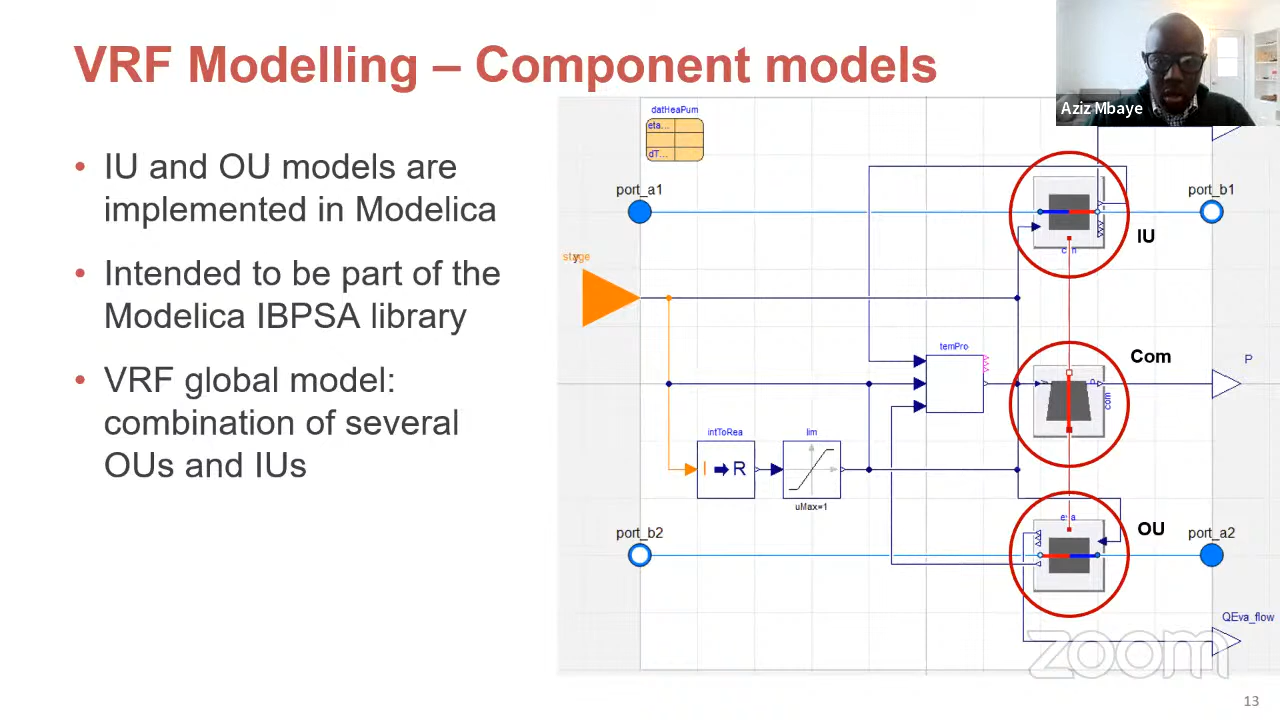 VRF Modelling – Component models
Aziz Mbaye
• IU and OU models are
implemented in Modelica
• Intended to be part of the
Modelica IBPSA library
• VRF global model:
combination of several
OUs and IUs
datHeaPum
eta...
dT...
port_a1
port_b1
IU
temPro
Com
P
com
intToRea
I R
lim
uMax=1
port_b2
OU
port_a2
QEva_flow
zoom
13